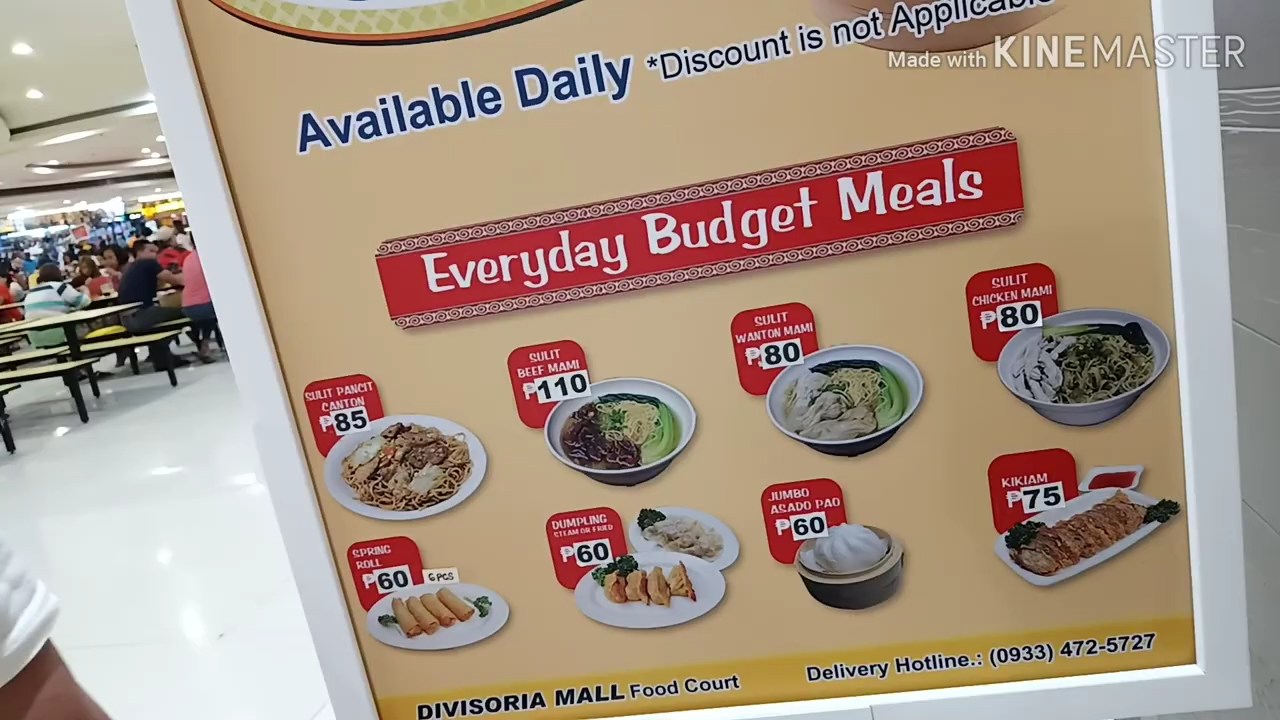 Available Daily *Discount is not Applicable
Made with KINEMASTER
Everyday Budget Meals
SULIT PANCIT
CANTON
₱85
SULIT
BEEF MAMI
₱110
SULIT
WANTON MAMI
₱80
SULIT
CHICKEN MAMI
₱80
SPRING
ROLL
₱60
6 PCS
DUMPLING
STEAM OR FRIED
₱60
JUMBO
ASADO PAO
₱60
KIKIAM
₱75
DIVISORIA MALL Food Court
Delivery Hotline.: (0933) 472-5727